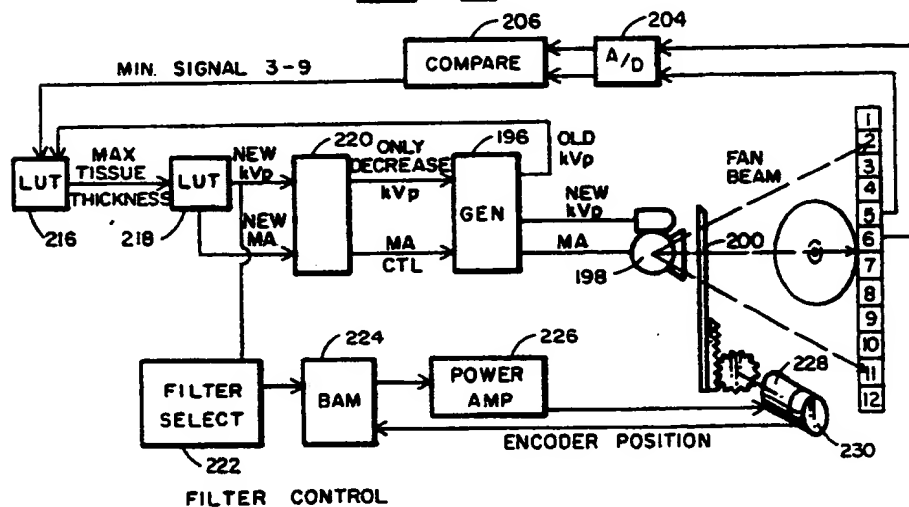 206
204
COMPARE
A/D
MIN. SIGNAL 3-9
220
ONLY
DECREASE
kVp
196
OLD
kVp
1
2
3
4
5
6
7
8
9
10
11
12
FAN
BEAM
LUT
MAX
TISSUE
THICKNESS
LUT
NEW
kVp
NEW
MA
GEN
NEW
kVp
MA
CTL
MA
200
216
218
198
224
226
228
FILTER
SELECT
BAM
POWER
AMP
ENCODER POSITION
230
222
FILTER CONTROL